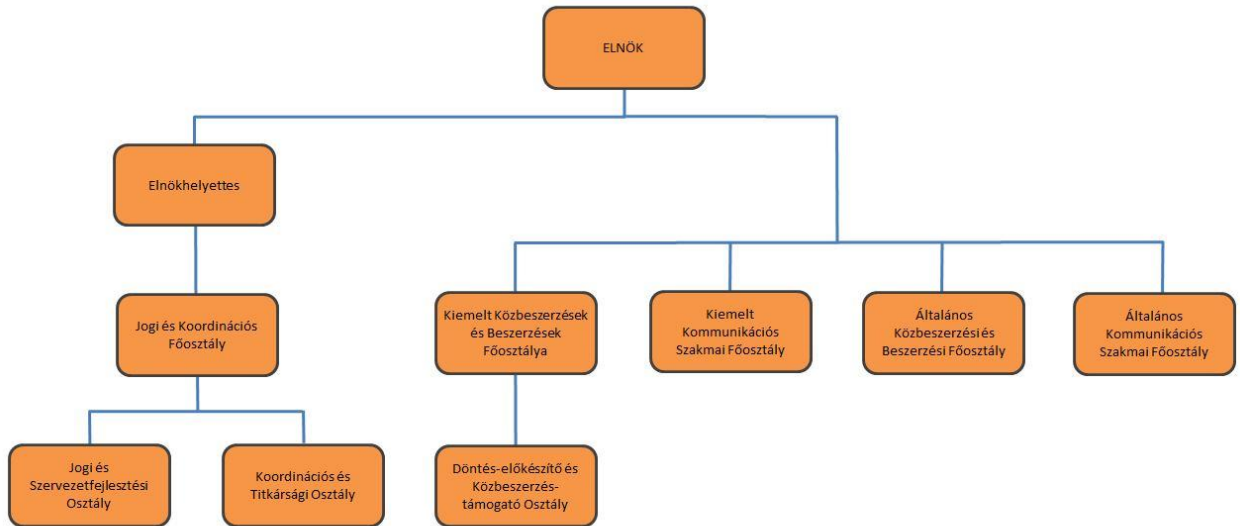 ELNÖK
Elnökhelyettes
Jogi és Koordinációs
Főosztály
Kiemelt Közbeszerzések
és Beszerzések
Főosztálya
Kiemelt
Kommunikációs
Szakmai Főosztály
Általános
Közbeszerzési és
Beszerzési Főosztály
Általános
Kommunikációs
Szakmai Főosztály
Jogi és
Szervezetfejlesztési
Osztály
Koordinációs és
Titkársági Osztály
Döntés-előkészítő és
Közbeszerzés-
támogató Osztály